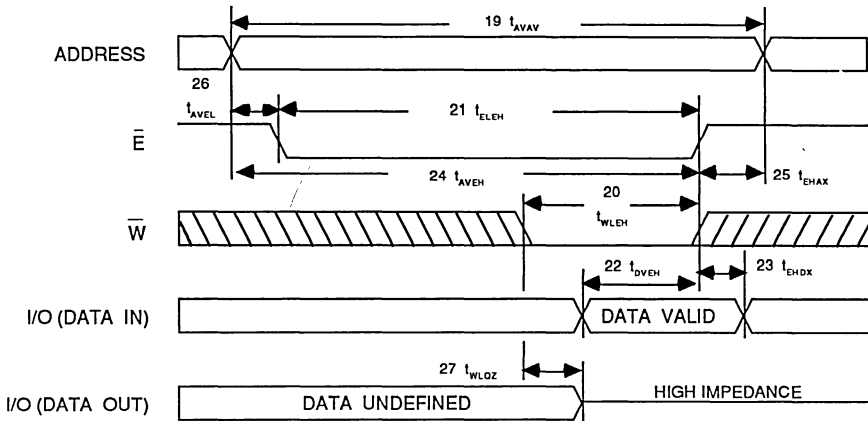 19 tAVAV
ADDRESS
26
tAVEL
21 tELEH
E
24 tAVEH
25 tEHAX
20
tWLEH
W
22 tDVEH
23 tEHDX
I/O (DATA IN)
DATA VALID
27 tWLQZ
I/O (DATA OUT)
DATA UNDEFINED
HIGH IMPEDANCE